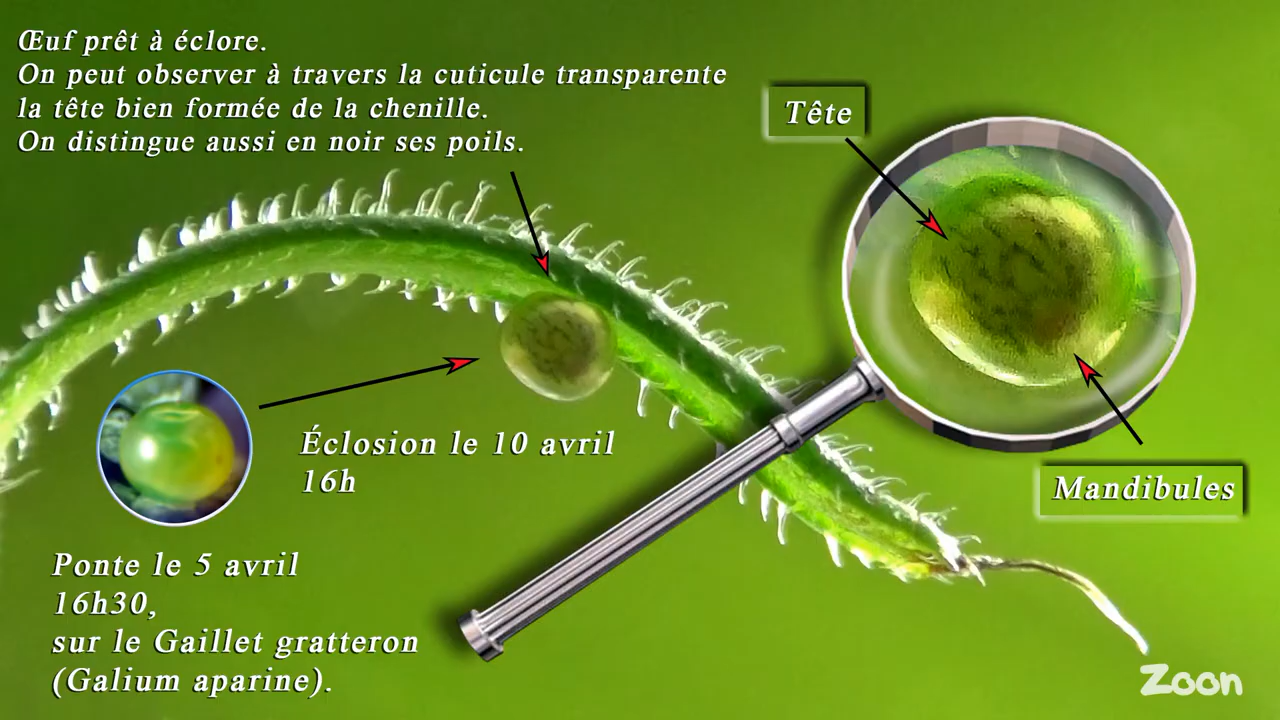 Œuf prêt à éclore.
On peut observer à travers la cuticule transparente
la tête bien formée de la chenille.
On distingue aussi en noir ses poils.
Tête
Éclosion le 10 avril
16h
Mandibules
Ponte le 5 avril
16h30,
sur le Gaillet gratteron
(Galium aparine).
Zoon